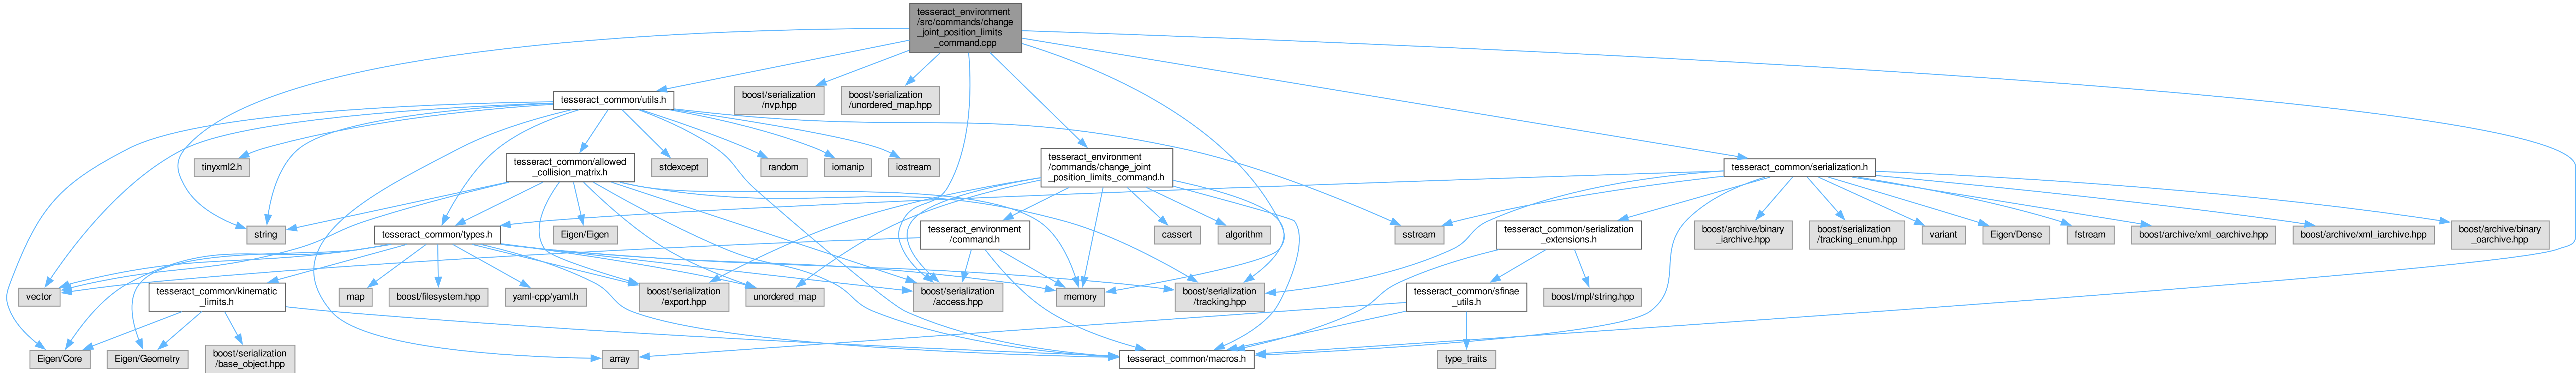 tesseract_environment
/src/commands/change
_joint_position_limits
_command.cpp
tesseract_common/utils.h
boost/serialization
/nvp.hpp
boost/serialization
/unordered_map.hpp
tinyxml2.h
tesseract_common/allowed
_collision_matrix.h
stdexcept
random
iomanip
iostream
tesseract_environment
/commands/change_joint
_position_limits_command.h
tesseract_common/serialization.h
string
tesseract_common/types.h
Eigen/Eigen
tesseract_environment
/command.h
cassert
algorithm
sstream
tesseract_common/serialization
_extensions.h
boost/archive/binary
_iarchive.hpp
boost/serialization
/tracking_enum.hpp
variant
Eigen/Dense
fstream
boost/archive/xml_oarchive.hpp
boost/archive/xml_iarchive.hpp
boost/archive/binary
_oarchive.hpp
vector
tesseract_common/kinematic
_limits.h
map
boost/filesystem.hpp
yaml-cpp/yaml.h
boost/serialization
/export.hpp
unordered_map
boost/serialization
/access.hpp
memory
boost/serialization
/tracking.hpp
tesseract_common/sfinae
_utils.h
boost/mpl/string.hpp
Eigen/Core
Eigen/Geometry
boost/serialization
/base_object.hpp
array
tesseract_common/macros.h
type_traits